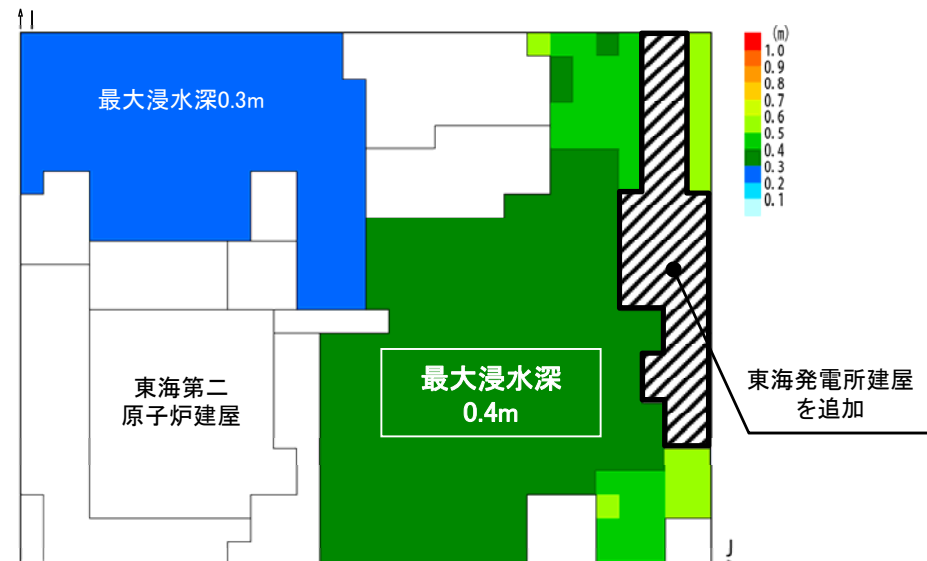 I
最大浸水深0.3m
(m)
1.0
0.9
0.8
0.7
0.6
0.5
0.4
0.3
0.2
0.1
東海第二
原子炉建屋
最大浸水深
0.4m
東海発電所建屋
を追加
J